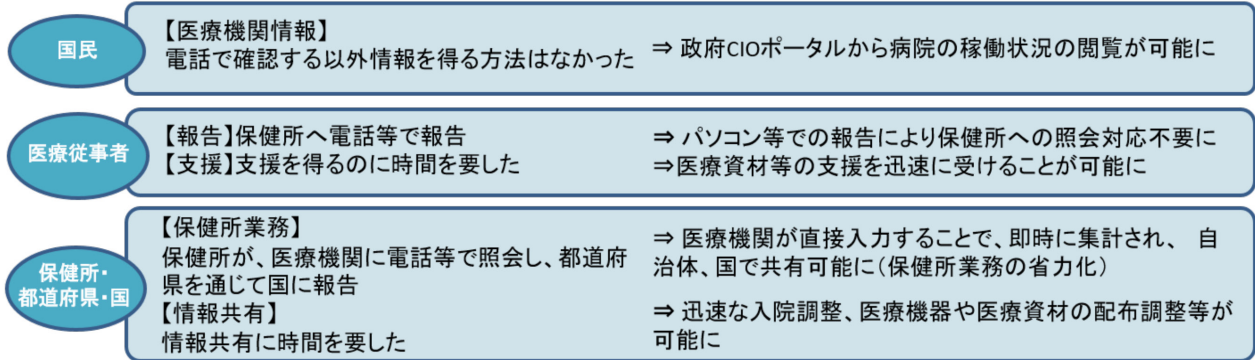 国民
【医療機関情報】
電話で確認する以外情報を得る方法はなかった
⇒ 政府CIOポータルから病院の稼働状況の閲覧が可能に
医療従事者
【報告】保健所へ電話等で報告
【支援】支援を得るのに時間を要した
⇒ パソコン等での報告により保健所への照会対応不要に
⇒医療資材等の支援を迅速に受けることが可能に
保健所・
都道府県・国
【保健所業務】
保健所が、医療機関に電話等で照会し、都道府
県を通じて国に報告
【情報共有】
情報共有に時間を要した
⇒ 医療機関が直接入力することで、即時に集計され、 自
治体、国で共有可能に(保健所業務の省力化)
⇒ 迅速な入院調整、医療機器や医療資材の配布調整等が
可能に